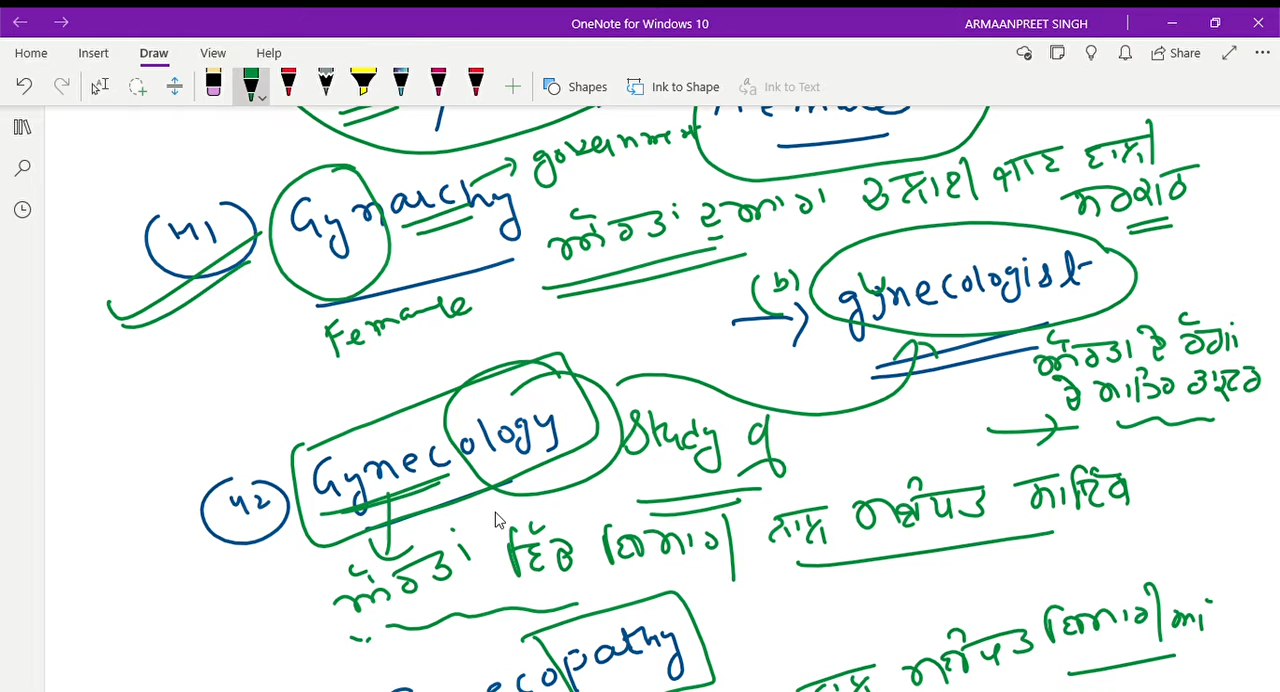 OneNote for Windows 10
ARMAANPREET SINGH
Home Insert Draw View Help
Share
Shapes Ink to Shape Ink to Text
Female
government
(41) Gynarchy
ਔਰਤਾਂ ਦੁਆਰਾ ਚਲਾਈ ਜਾਣ ਵਾਲੀ
ਸਰਕਾਰ
Female
(b)
gynecologist
ਔਰਤਾਂ ਦੇ ਰੋਗਾਂ
ਦੇ ਮਾਹਿਰ ਡਾਕਟਰ
42 Gynecology Study of
ਔਰਤਾਂ ਵਿੱਚ ਬਿਮਾਰੀ ਨਾਲ ਸਬੰਧਤ
opathy
ਨਾਲ ਸਬੰਧਤ ਬਿਮਾਰੀਆਂ